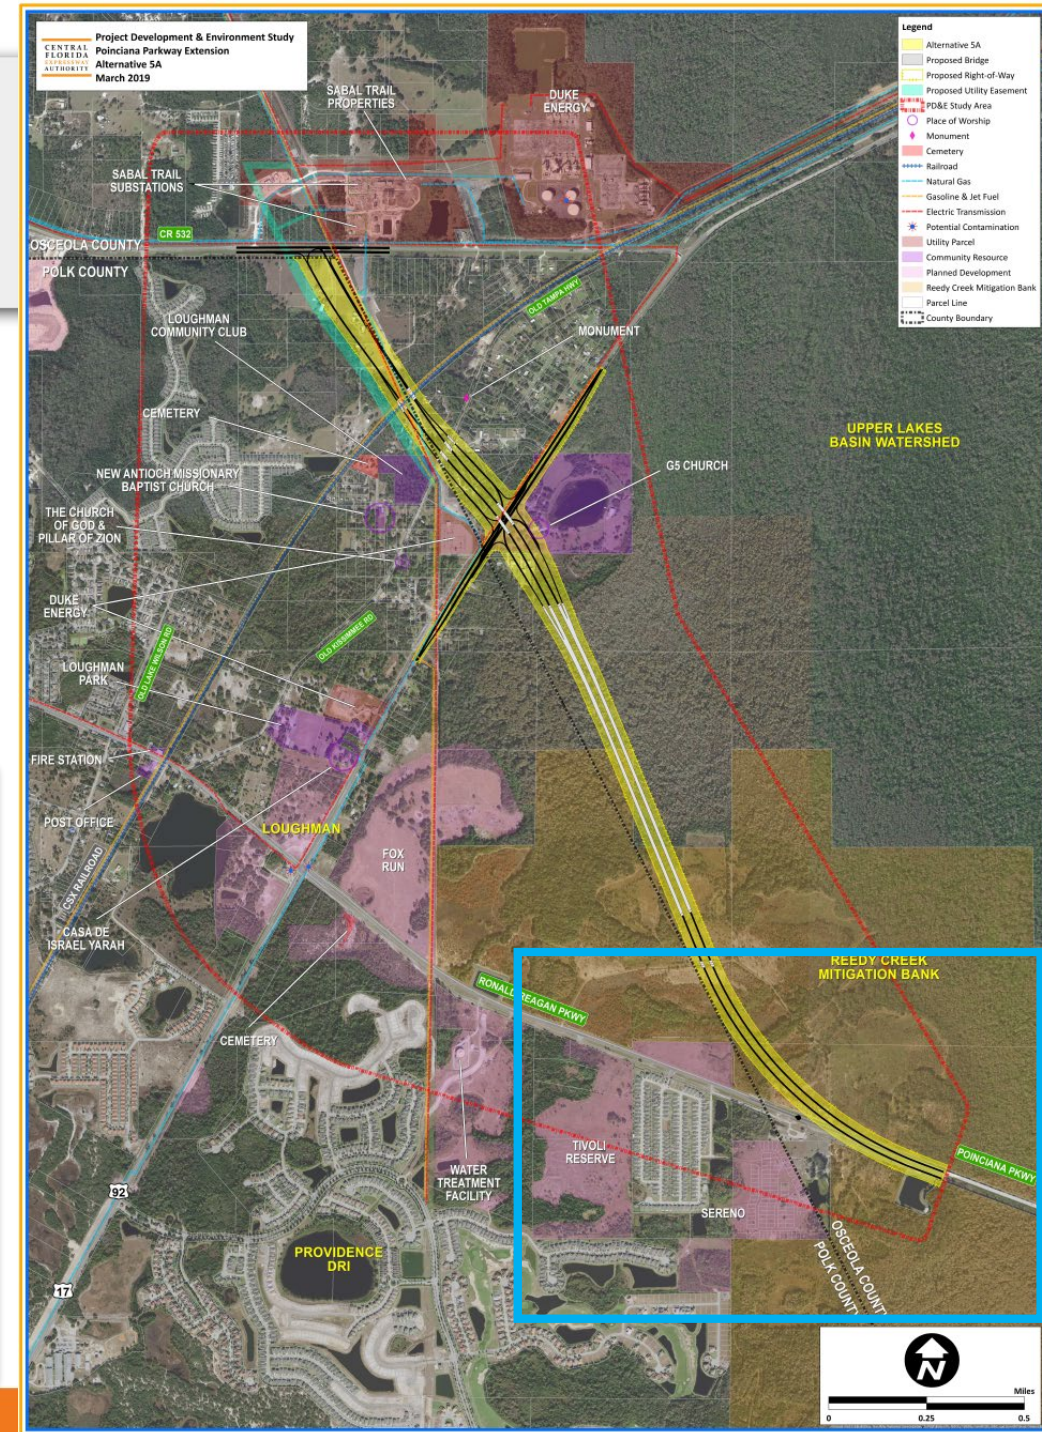 CENTRAL
FLORIDA
EXPRESSWAY
AUTHORITY
Project Development & Environment Study
Poinciana Parkway Extension
Alternative 5A
March 2019
Legend
Alternative 5A
Proposed Bridge
Proposed Right-of-Way
Proposed Utility Easement
PD&E Study Area
Place of Worship
Monument
Cemetery
Railroad
Natural Gas
Gasoline & Jet Fuel
Electric Transmission
Potential Contamination
Utility Parcel
Community Resource
Planned Development
Reedy Creek Mitigation Bank
Parcel Line
County Boundary
SABAL TRAIL
PROPERTIES
DUKE
ENERGY
SABAL TRAIL
SUBSTATIONS
CR 532
OSCEOLA COUNTY
POLK COUNTY
OLD TAMPA HWY
LOUGHMAN
COMMUNITY CLUB
MONUMENT
CEMETERY
UPPER LAKES
BASIN WATERSHED
G5 CHURCH
NEW ANTIOCH MISSIONARY
BAPTIST CHURCH
THE CHURCH
OF GOD &
PILLAR OF ZION
DUKE
ENERGY
OLD KISSIMMEE RD
OLD LAKE WILSON RD
LOUGHMAN
PARK
FIRE STATION
POST OFFICE
LOUGHMAN
FOX
RUN
CSX RAILROAD
CASA DE
ISRAEL YARAH
REEDY CREEK
MITIGATION BANK
RONALD REAGAN PKWY
CEMETERY
TIVOLI
RESERVE
POINCIANA PKWY
WATER
TREATMENT
FACILITY
SERENO
92
OSCEOLA COUNTY
POLK COUNTY
PROVIDENCE
DRI
17
N
Miles
0 0.25 0.5